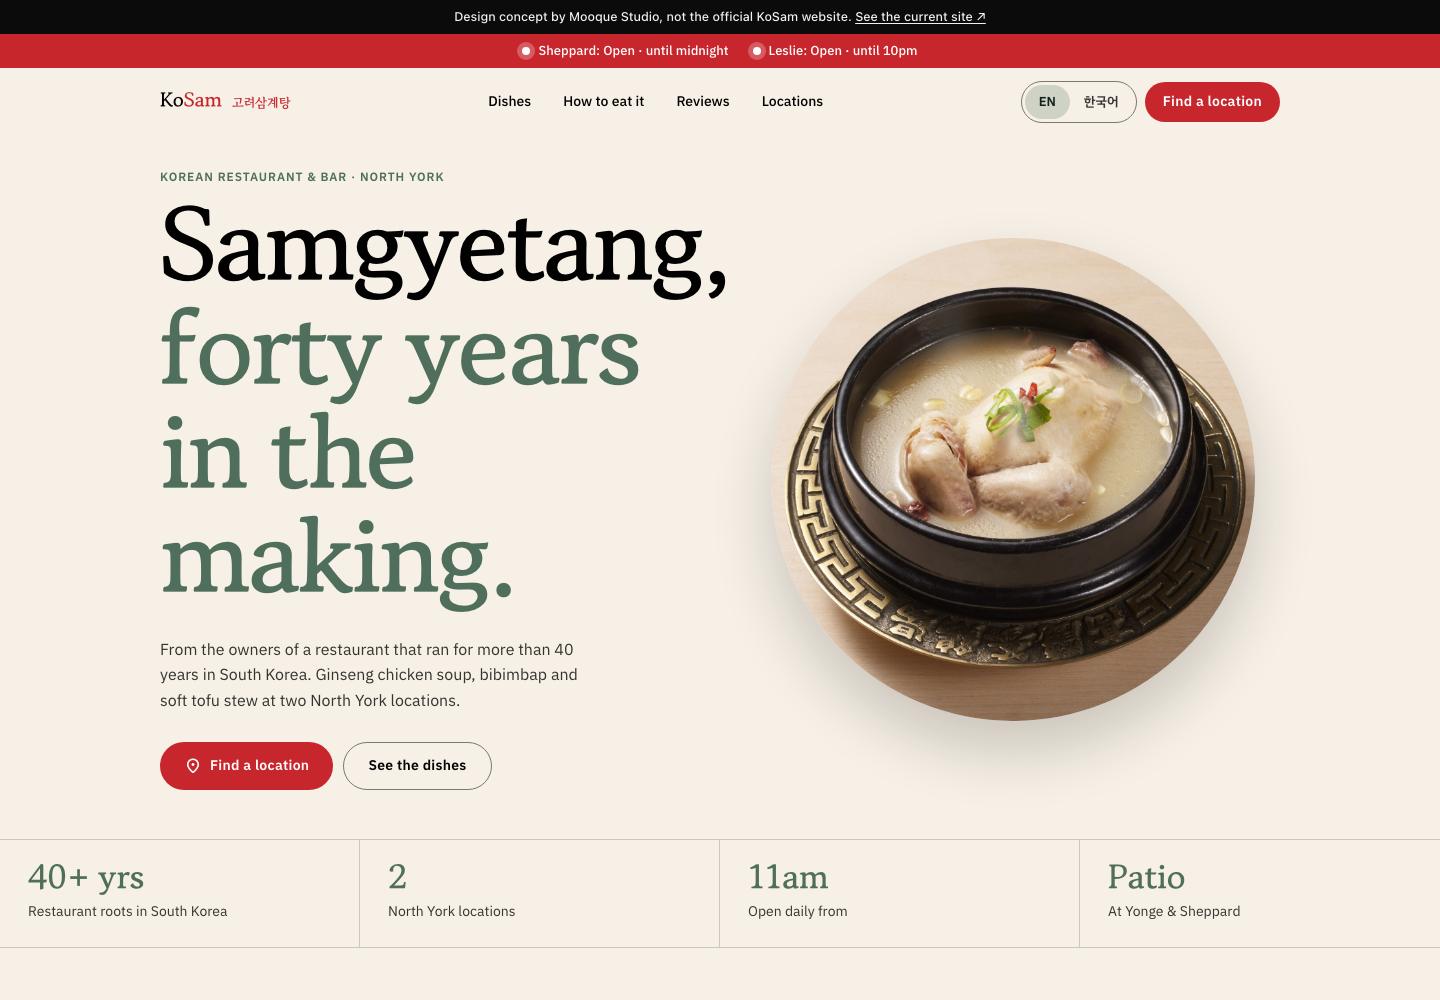 Design concept by Mooque Studio, not the official KoSam website. See the current site ↗
Sheppard: Open · until midnight Leslie: Open · until 10pm
KoSam 고려삼계탕 Dishes How to eat it Reviews Locations EN 한국어 Find a location
KOREAN RESTAURANT & BAR · NORTH YORK
Samgyetang,
forty years
in the
making.
From the owners of a restaurant that ran for more than 40
years in South Korea. Ginseng chicken soup, bibimbap and
soft tofu stew at two North York locations.
Find a location See the dishes
40+ yrs 2 11am Patio
Restaurant roots in South Korea North York locations Open daily from At Yonge & Sheppard